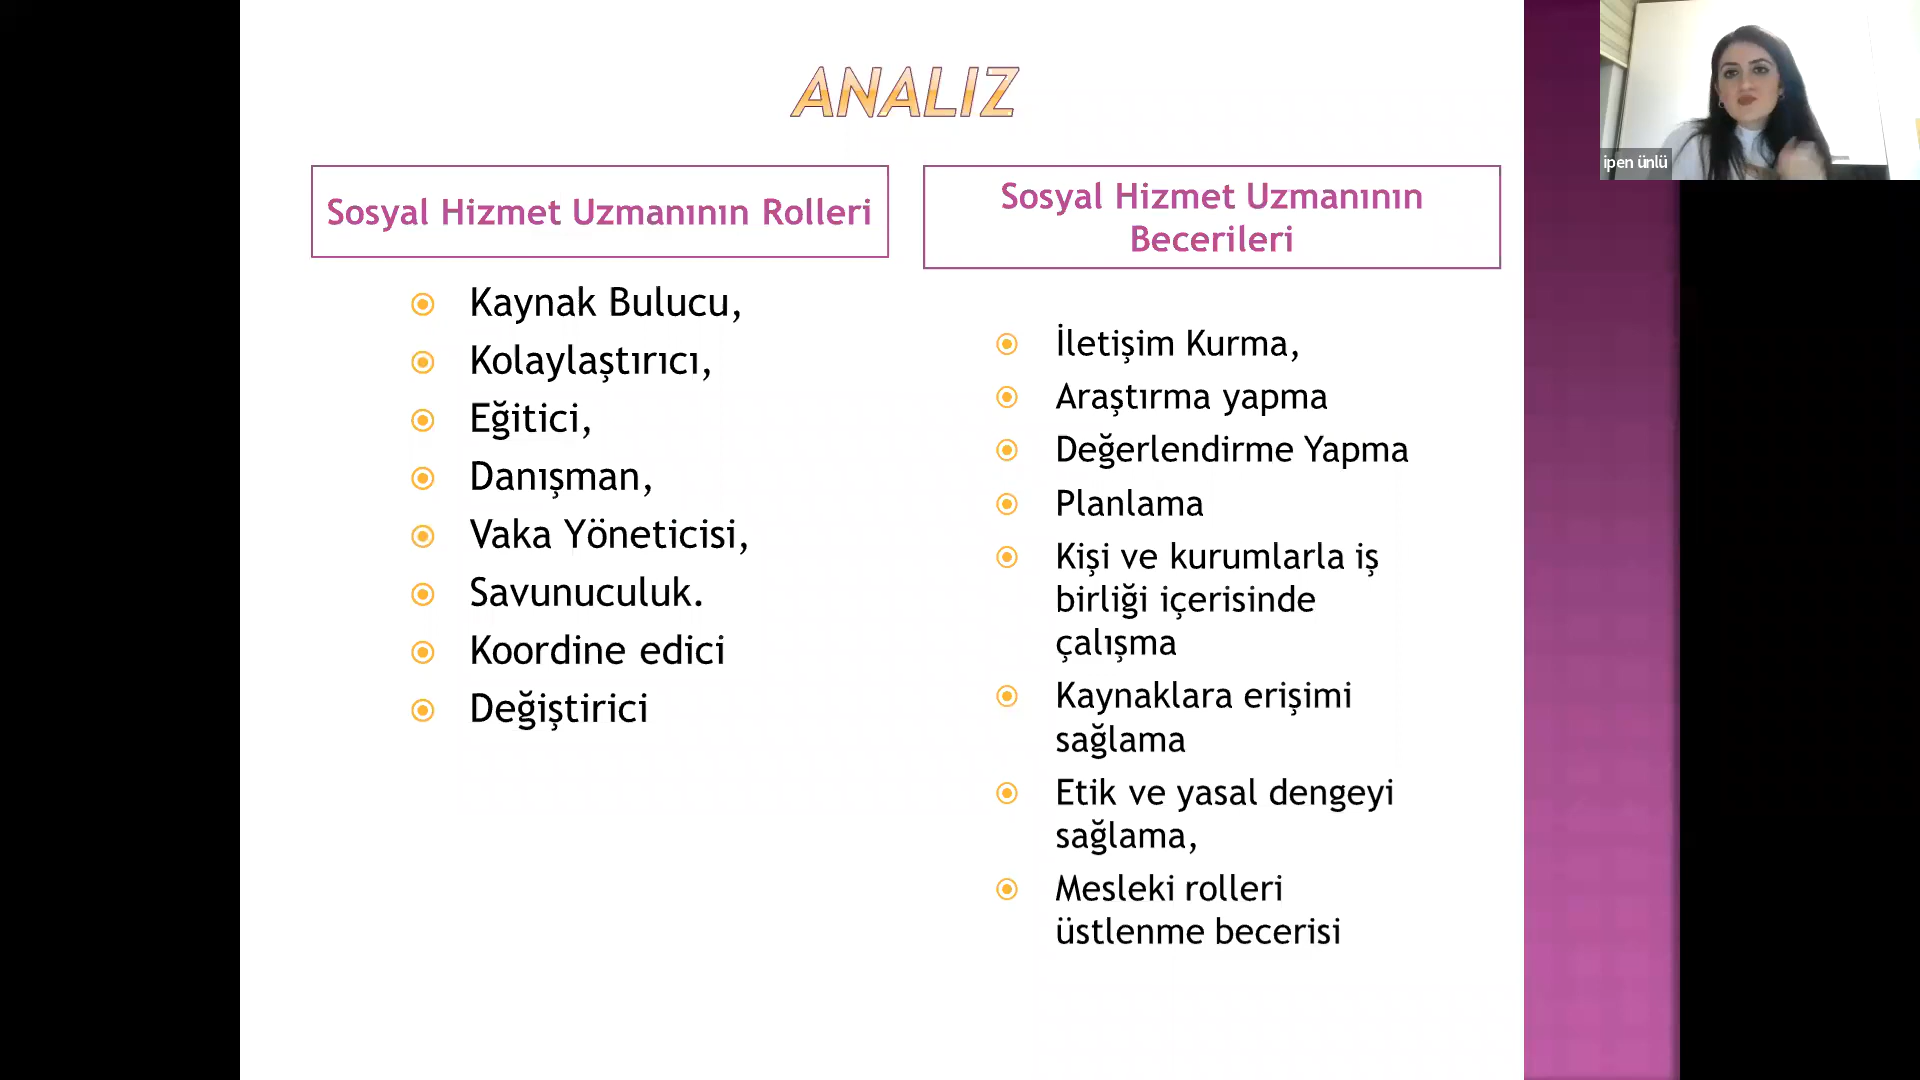 ANALIZ
Sosyal Hizmet Uzmanının Rolleri
Kaynak Bulucu,
Kolaylaştırıcı,
Eğitici,
Danışman,
Vaka Yöneticisi,
Savunuculuk.
Koordine edici
Değiştirici
Sosyal Hizmet Uzmanının
Becerileri
İletişim Kurma,
Araştırma yapma
Değerlendirme Yapma
Planlama
Kişi ve kurumlarla iş
birliği içerisinde
çalışma
Kaynaklara erişimi
sağlama
Etik ve yasal dengeyi
sağlama,
Mesleki rolleri
üstlenme becerisi
ipen ünlü